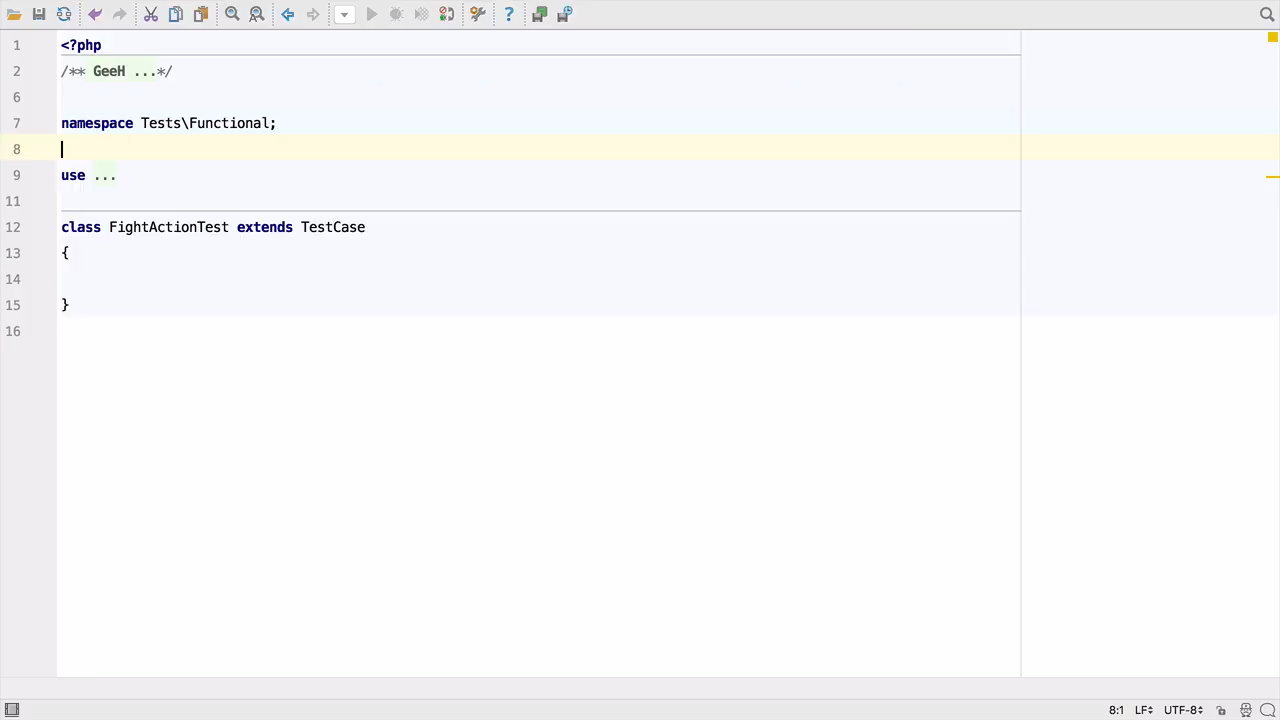 1 <?php
2 /** GeeH ...*/
6
7 namespace Tests\Functional;
8
9 use ...
11
12 class FightActionTest extends TestCase
13 {
14
15 }
16
8:1 LF UTF-8